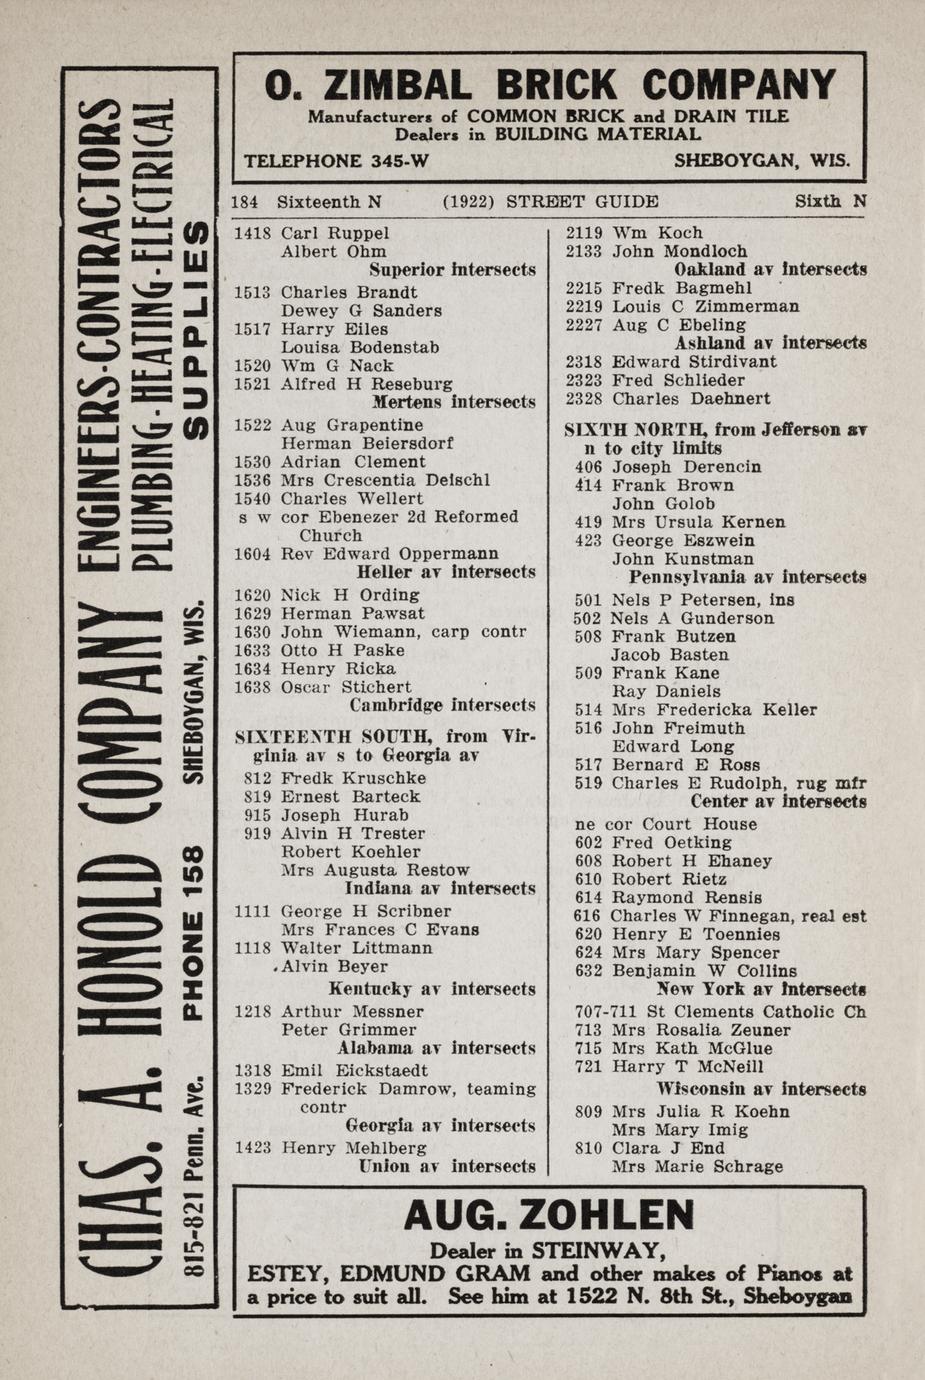 O. ZIMBAL BRICK COMPANY
Manufacturers of COMMON BRICK and DRAIN TILE
Dealers in BUILDING MATERIAL
TELEPHONE 345-W SHEBOYGAN, WIS.
CHAS. A. HONOLD COMPANY ENGINEERS-CONTRACTORS
PLUMBING-HEATING-ELECTRICAL
815-821 Penn. Ave. PHONE 158 SHEBOYGAN, WIS. SUPPLIES
184 Sixteenth N (1922) STREET GUIDE Sixth N
1418 Carl Ruppel
Albert Ohm
Superior intersects
1513 Charles Brandt
Dewey G Sanders
1517 Harry Eiles
Louisa Bodenstab
1520 Wm G Nack
1521 Alfred H Reseburg
Mertens intersects
1522 Aug Grapentine
Herman Beiersdorf
1530 Adrian Clement
1536 Mrs Crescentia Deischl
1540 Charles Wellert
s w cor Ebenezer 2d Reformed
Church
1604 Rev Edward Oppermann
Heller av intersects
1620 Nick H Ording
1629 Herman Pawsat
1630 John Wiemann, carp contr
1633 Otto H Paske
1634 Henry Ricka
1638 Oscar Stichert
Cambridge intersects
SIXTEENTH SOUTH, from Vir-
ginia av s to Georgia av
812 Fredk Kruschke
819 Ernest Barteck
915 Joseph Hurab
919 Alvin H Trester
Robert Koehler
Mrs Augusta Restow
Indiana av intersects
1111 George H Scribner
Mrs Frances C Evans
1118 Walter Littmann
Alvin Beyer
Kentucky av intersects
1218 Arthur Messner
Peter Grimmer
Alabama av intersects
1318 Emil Eickstaedt
1329 Frederick Damrow, teaming
contr
Georgia av intersects
1423 Henry Mehlberg
Union av intersects
2119 Wm Koch
2133 John Mondloch
Oakland av intersects
2215 Fredk Bagmehl
2219 Louis C Zimmerman
2227 Aug C Ebeling
Ashland av intersects
2318 Edward Stirdivant
2323 Fred Schlieder
2328 Charles Daehnert
SIXTH NORTH, from Jefferson av
n to city limits
406 Joseph Derencin
414 Frank Brown
John Golob
419 Mrs Ursula Kernen
423 George Eszwein
John Kunstman
Pennsylvania av intersects
501 Nels P Petersen, ins
502 Nels A Gunderson
508 Frank Butzen
Jacob Basten
509 Frank Kane
Ray Daniels
514 Mrs Fredericka Keller
516 John Freimuth
Edward Long
517 Bernard E Ross
519 Charles E Rudolph, rug mfr
Center av intersects
ne cor Court House
602 Fred Oetking
608 Robert H Ehaney
610 Robert Rietz
614 Raymond Rensis
616 Charles W Finnegan, real est
620 Henry E Toennies
624 Mrs Mary Spencer
632 Benjamin W Collins
New York av intersects
707-711 St Clements Catholic Ch
713 Mrs Rosalia Zeuner
715 Mrs Kath McGlue
721 Harry T McNeill
Wisconsin av intersects
809 Mrs Julia R Koehn
Mrs Mary Imig
810 Clara J End
Mrs Marie Schrage
AUG. ZOHLEN
Dealer in STEINWAY,
ESTEY, EDMUND GRAM and other makes of Pianos at
a price to suit all. See him at 1522 N. 8th St., Sheboygan